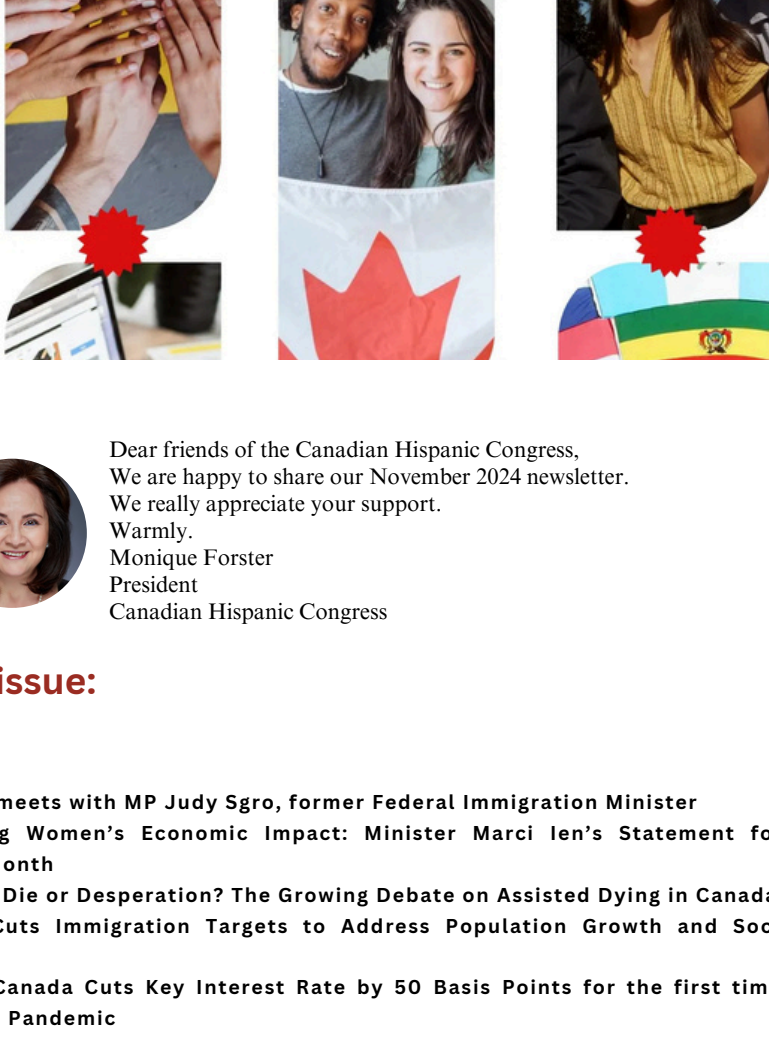 Dear friends of the Canadian Hispanic Congress,
We are happy to share our November 2024 newsletter.
We really appreciate your support.
Warmly.
Monique Forster
President
Canadian Hispanic Congress
issue:
meets with MP Judy Sgro, former Federal Immigration Minister
g Women’s Economic Impact: Minister Marci Ien’s Statement fo
onth
Die or Desperation? The Growing Debate on Assisted Dying in Canada
Cuts Immigration Targets to Address Population Growth and Soc
Canada Cuts Key Interest Rate by 50 Basis Points for the first tim
Pandemic